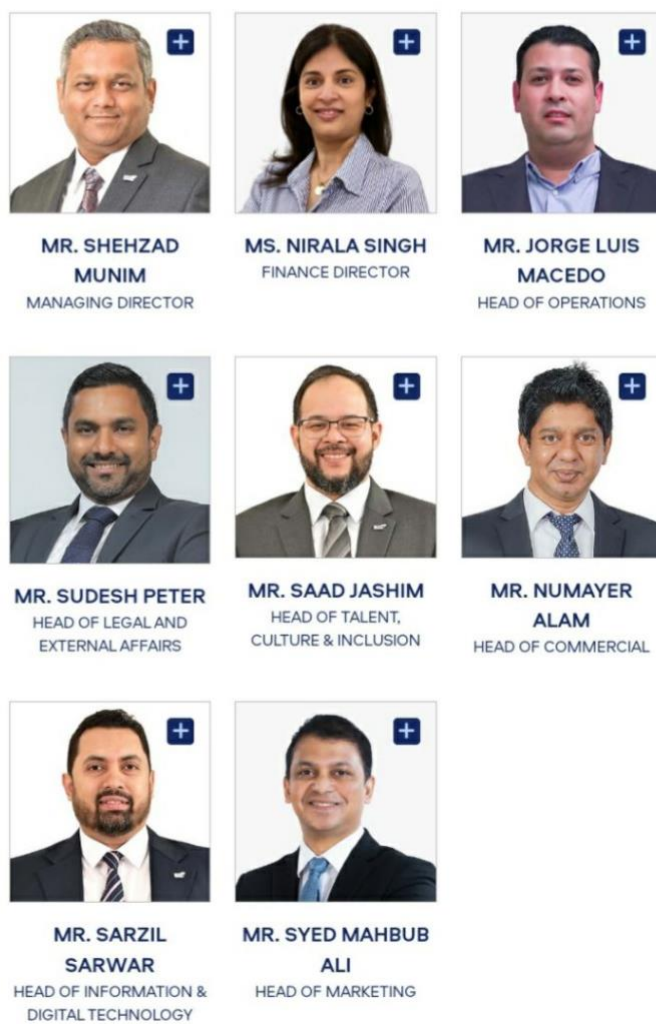 MR. SHEHZAD
MUNIM
MANAGING DIRECTOR
MS. NIRALA SINGH
FINANCE DIRECTOR
MR. JORGE LUIS
MACEDO
HEAD OF OPERATIONS
MR. SUDESH PETER
HEAD OF LEGAL AND
EXTERNAL AFFAIRS
MR. SAAD JASHIM
HEAD OF TALENT,
CULTURE & INCLUSION
MR. NUMAYER
ALAM
HEAD OF COMMERCIAL
MR. SARZIL
SARWAR
HEAD OF INFORMATION &
DIGITAL TECHNOLOGY
MR. SYED MAHBUB
ALI
HEAD OF MARKETING